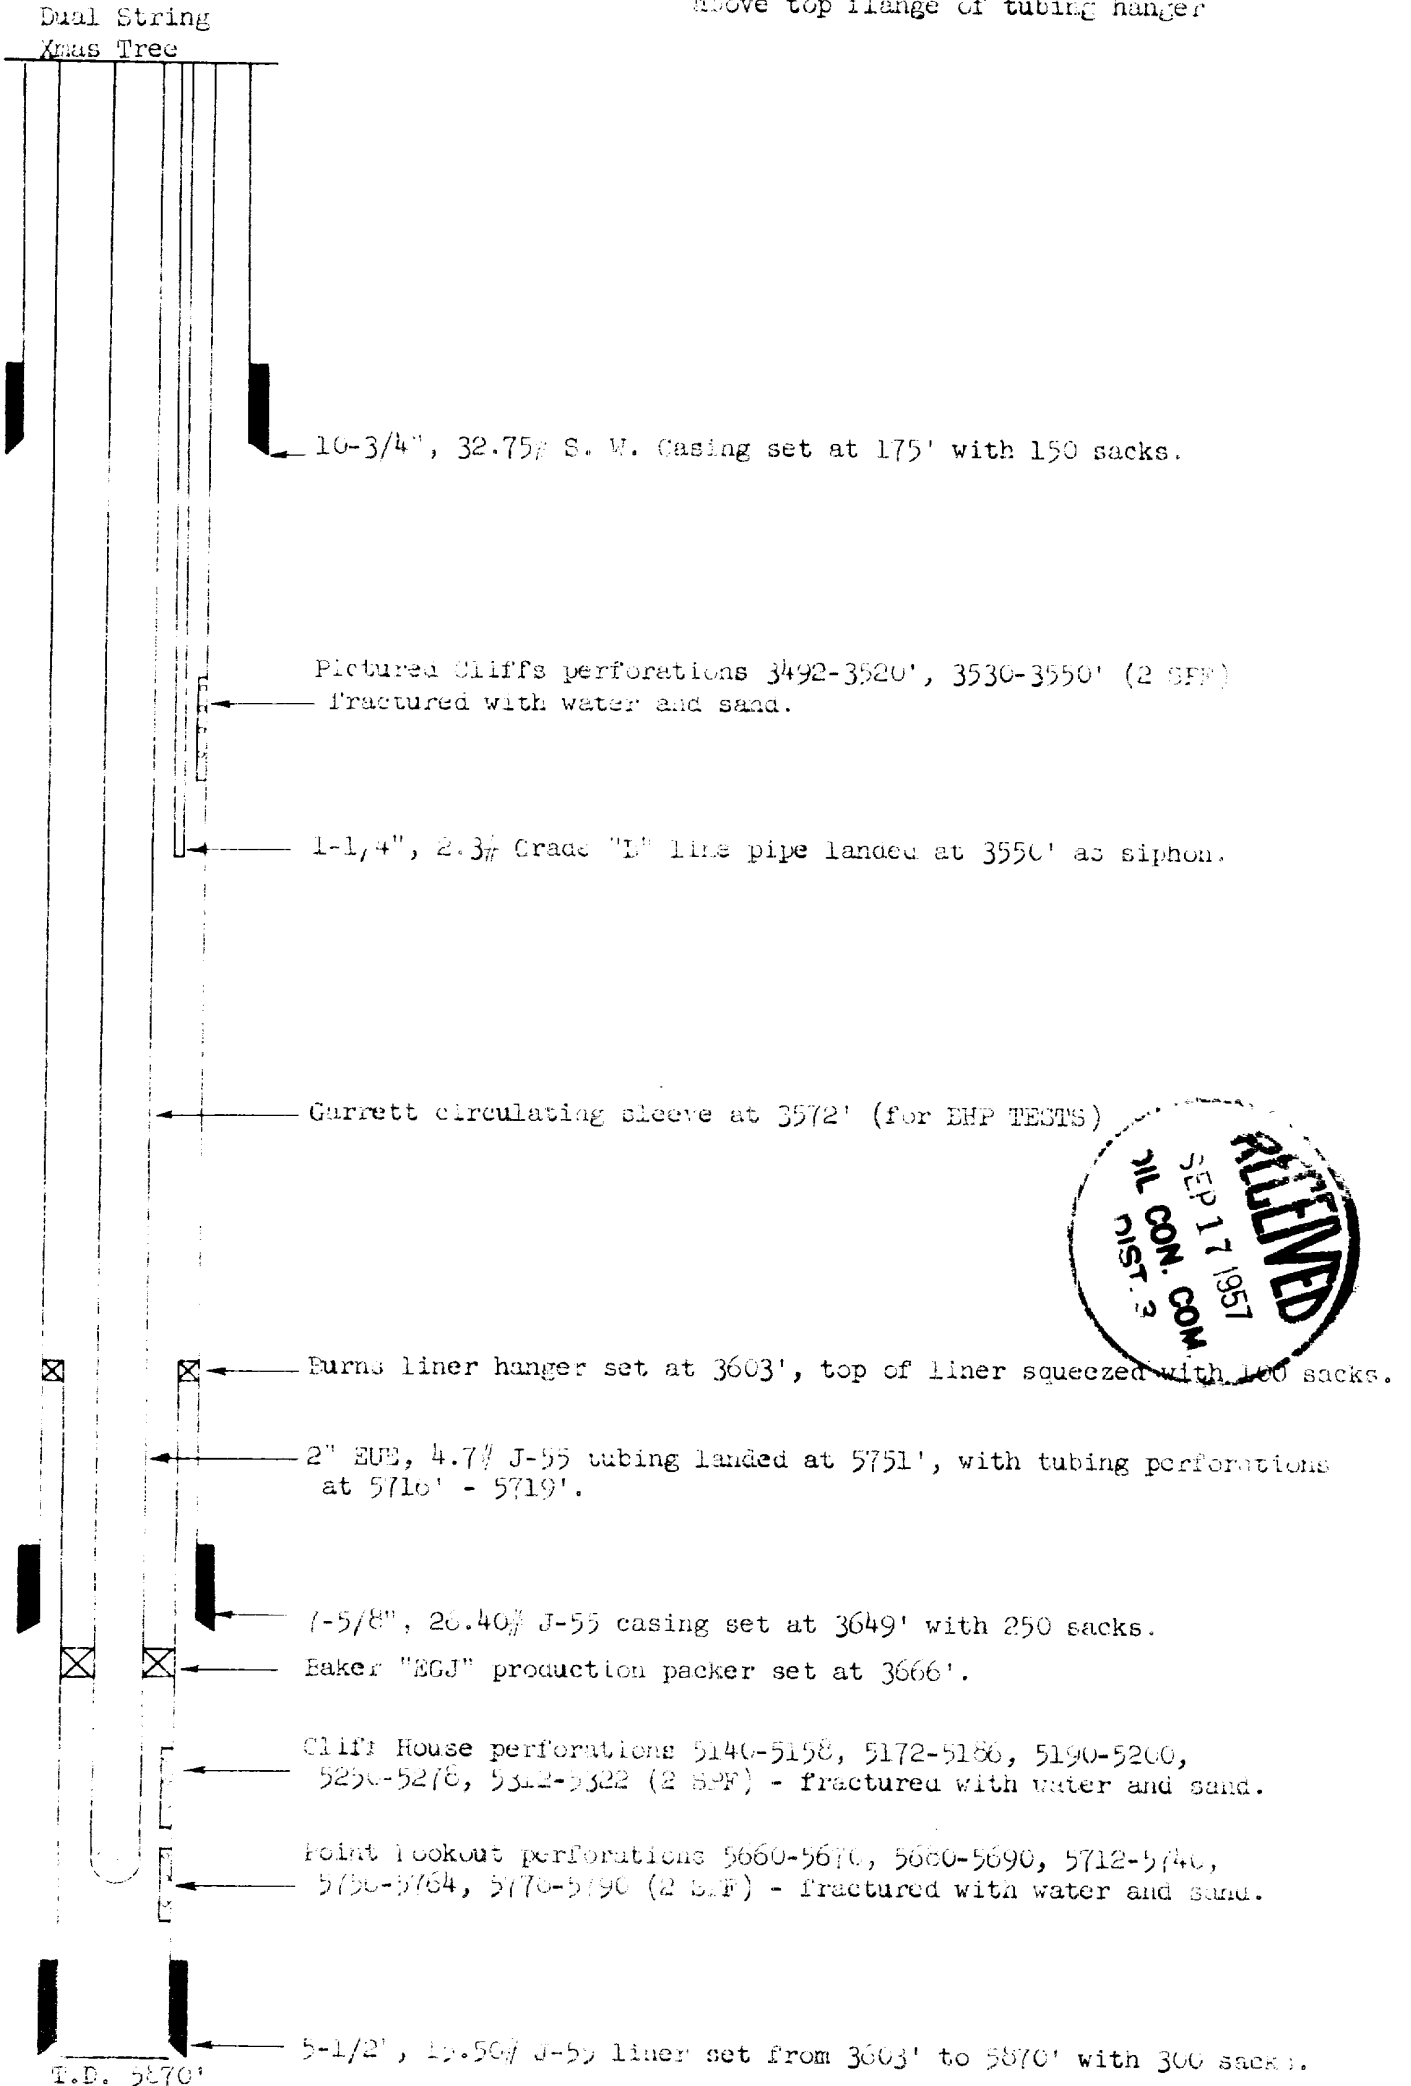 Dual String
Xmas Tree
above top flange of tubing hanger
10-3/4", 32.75# S. W. Casing set at 175' with 150 sacks.
Pictured Cliffs perforations 3492-3520', 3530-3550' (2 SPF)
fractured with water and sand.
1-1/4", 2.3# Grade "L" line pipe landed at 3550' as siphon.
Garrett circulating sleeve at 3572' (for BHP TESTS)
RECEIVED
SEP 17 1957
OIL CON. COM.
DIST. 3
Burns liner hanger set at 3603', top of liner squeezed with 100 sacks.
2" EUE, 4.7# J-55 tubing landed at 5751', with tubing perforations
at 5716' - 5719'.
7-5/8", 26.40# J-55 casing set at 3649' with 250 sacks.
Baker "EGJ" production packer set at 3666'.
Cliff House perforations 5140-5158, 5172-5186, 5190-5200,
5250-5278, 5312-5322 (2 SPF) - fractured with water and sand.
Point Lookout perforations 5660-5670, 5680-5690, 5712-5740,
5750-5764, 5770-5790 (2 SPF) - fractured with water and sand.
5-1/2", 15.50# J-55 liner set from 3603' to 5870' with 300 sacks.
T.D. 5870'